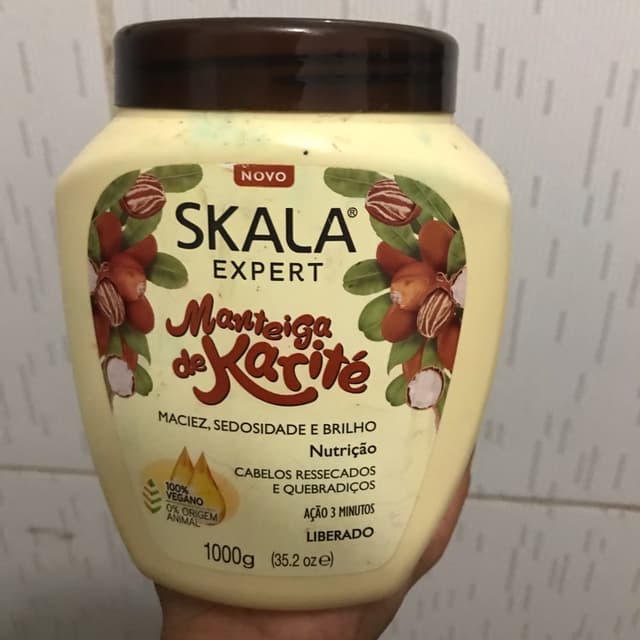 NOVO
SKALA®
EXPERT
Manteiga
de Karité
MACIEZ, SEDOSIDADE E BRILHO
Nutrição
CABELOS RESSECADOS
E QUEBRADIÇOS
100%
VEGANO
0% ORIGEM
ANIMAL
AÇÃO 3 MINUTOS
LIBERADO
1000g (35.2 oz℮)